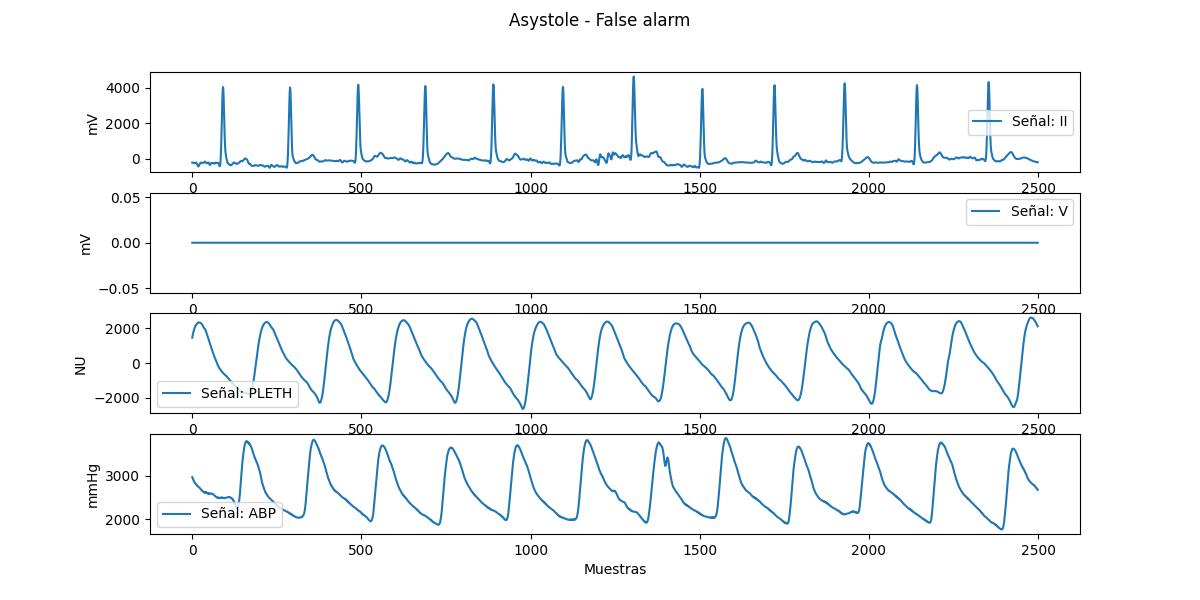 Asystole - False alarm
4000
2000
0
mV
Señal: II
0 500 1000 1500 2000 2500
0.05
0.00
−0.05
mV
Señal: V
0 500 1000 1500 2000 2500
2000
0
−2000
NU
Señal: PLETH
0 500 1000 1500 2000 2500
3000
2000
mmHg
Señal: ABP
0 500 1000 1500 2000 2500
Muestras